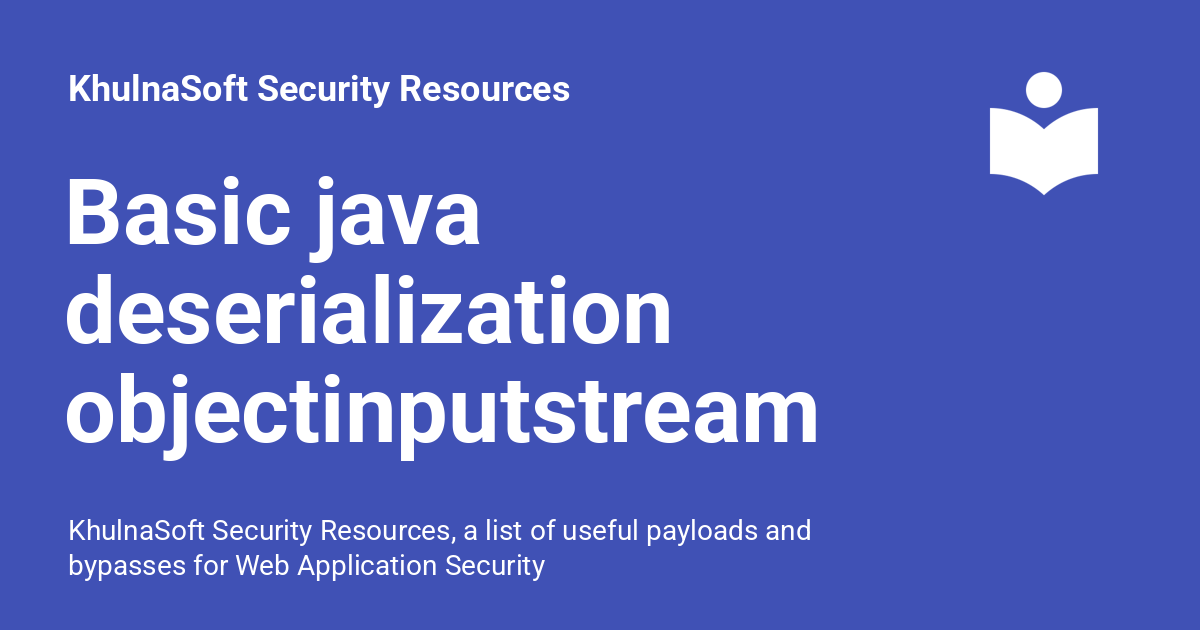 KhulnaSoft Security Resources
Basic java
deserialization
objectinputstream
KhulnaSoft Security Resources, a list of useful payloads and
bypasses for Web Application Security